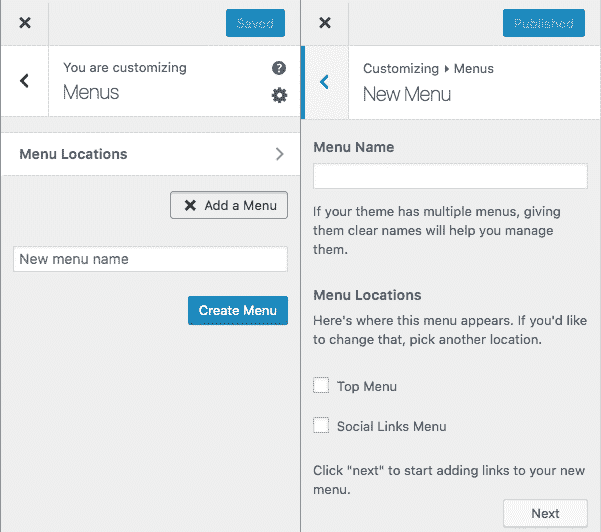 Saved
You are customizing
Menus
Menu Locations
Add a Menu
New menu name
Create Menu
Published
Customizing ▸ Menus
New Menu
Menu Name
If your theme has multiple menus, giving
them clear names will help you manage
them.
Menu Locations
Here's where this menu appears. If you'd like
to change that, pick another location.
Top Menu
Social Links Menu
Click "next" to start adding links to your new
menu.
Next